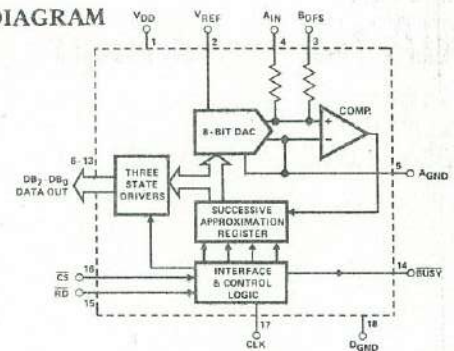 DIAGRAM
VDD VREF AIN BOFS
1 2 4 3
COMP.
8-BIT DAC
+
−
5 AGND
6-13
DB7-DB0
DATA OUT
THREE
STATE
DRIVERS
SUCCESSIVE
APPROXIMATION
REGISTER
CS 16
RD 15
INTERFACE
& CONTROL
LOGIC
14 BUSY
17 18
CLK DGND